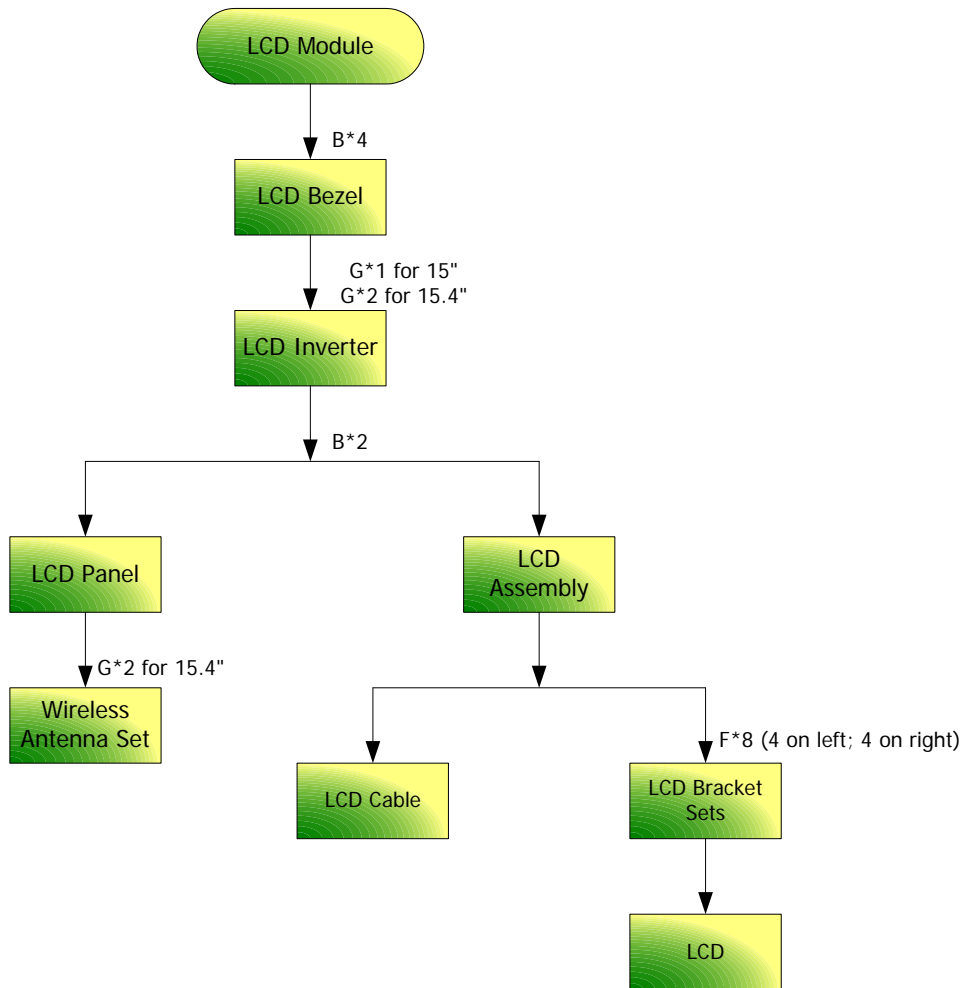 LCD Module
B*4
LCD Bezel
G*1 for 15"
G*2 for 15.4"
LCD Inverter
B*2
LCD Panel
LCD
Assembly
G*2 for 15.4"
Wireless
Antenna Set
F*8 (4 on left; 4 on right)
LCD Cable
LCD Bracket
Sets
LCD